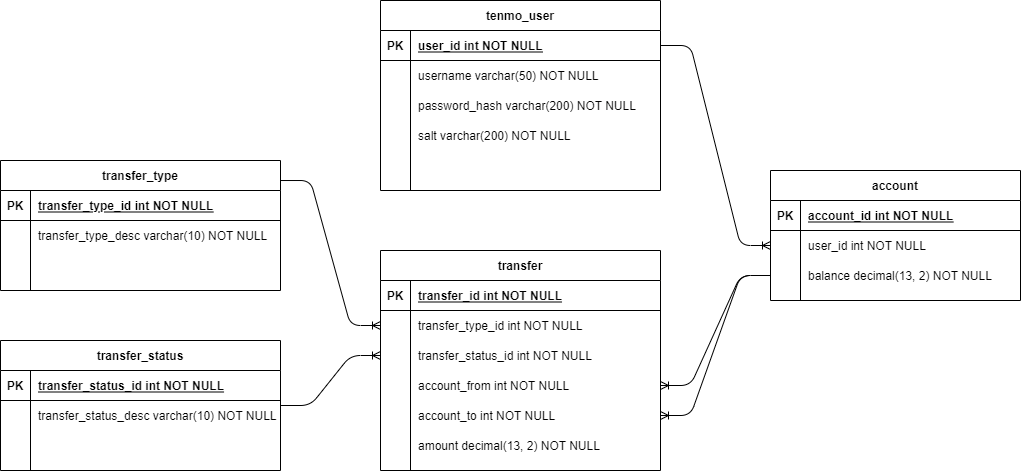 tenmo_user
PK user_id int NOT NULL
username varchar(50) NOT NULL
password_hash varchar(200) NOT NULL
salt varchar(200) NOT NULL
transfer_type
PK transfer_type_id int NOT NULL
transfer_type_desc varchar(10) NOT NULL
account
PK account_id int NOT NULL
user_id int NOT NULL
balance decimal(13, 2) NOT NULL
transfer
PK transfer_id int NOT NULL
transfer_type_id int NOT NULL
transfer_status_id int NOT NULL
account_from int NOT NULL
account_to int NOT NULL
amount decimal(13, 2) NOT NULL
transfer_status
PK transfer_status_id int NOT NULL
transfer_status_desc varchar(10) NOT NULL